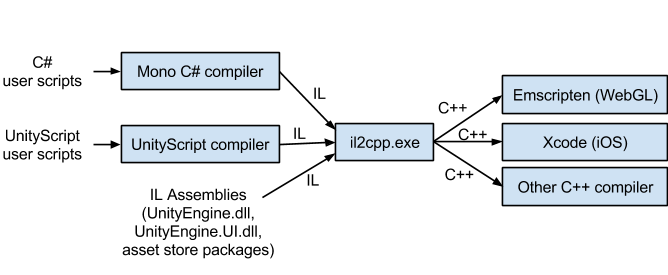 C#
user scripts
Mono C# compiler
IL
UnityScript
user scripts
UnityScript compiler
IL
IL Assemblies
(UnityEngine.dll,
UnityEngine.UI.dll,
asset store packages)
IL
il2cpp.exe
C++
Emscripten (WebGL)
C++
Xcode (iOS)
C++
Other C++ compiler